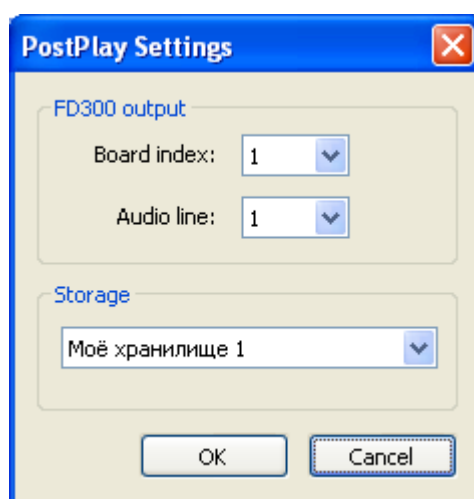 PostPlay Settings
FD300 output
Board index: 1
Audio line: 1
Storage
Моё хранилище 1
OK Cancel